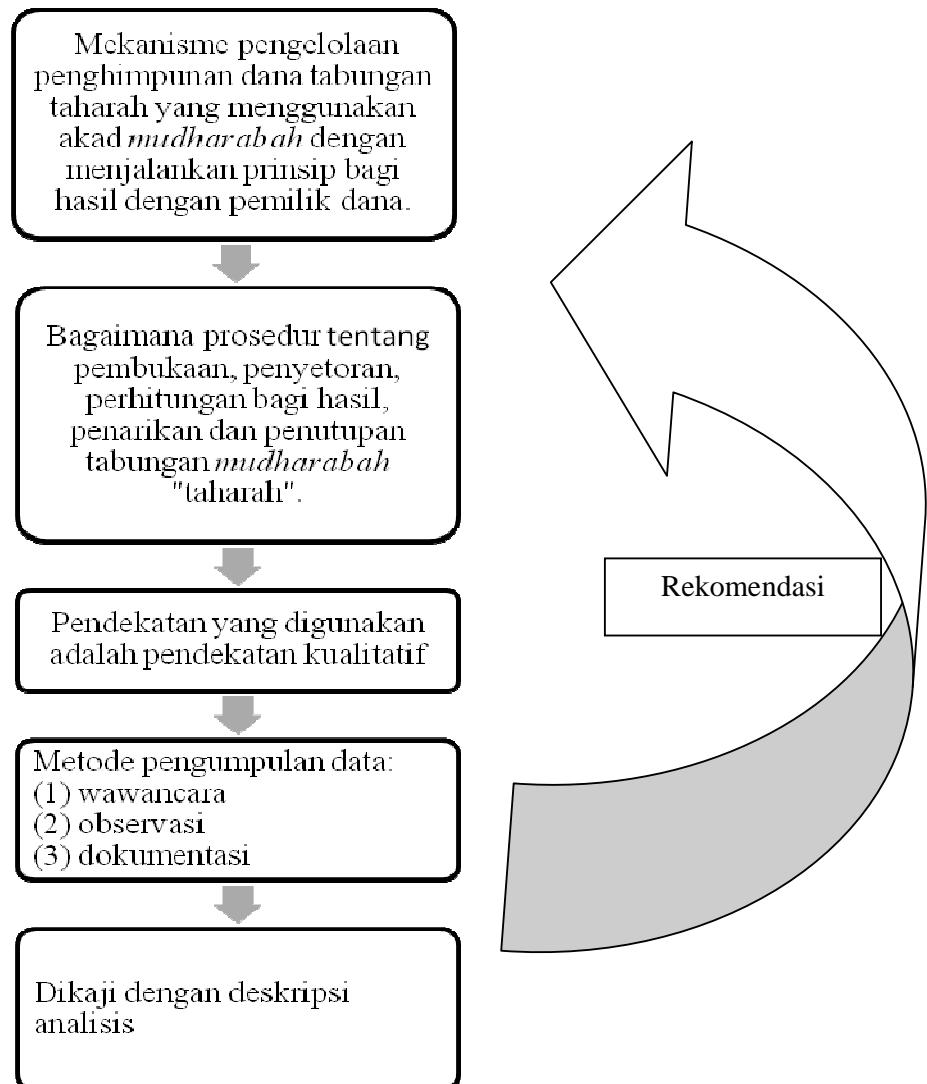 Mekanisme pengelolaan
penghimpunan dana tabungan
taharah yang menggunakan
akad mudharabah dengan
menjalankan prinsip bagi
hasil dengan pemilik dana.
Bagaimana prosedur tentang
pembukaan, penyetoran,
perhitungan bagi hasil,
penarikan dan penutupan
tabungan mudharabah
"taharah".
Pendekatan yang digunakan
adalah pendekatan kualitatif
Metode pengumpulan data:
(1) wawancara
(2) observasi
(3) dokumentasi
Dikaji dengan deskripsi
analisis
Rekomendasi